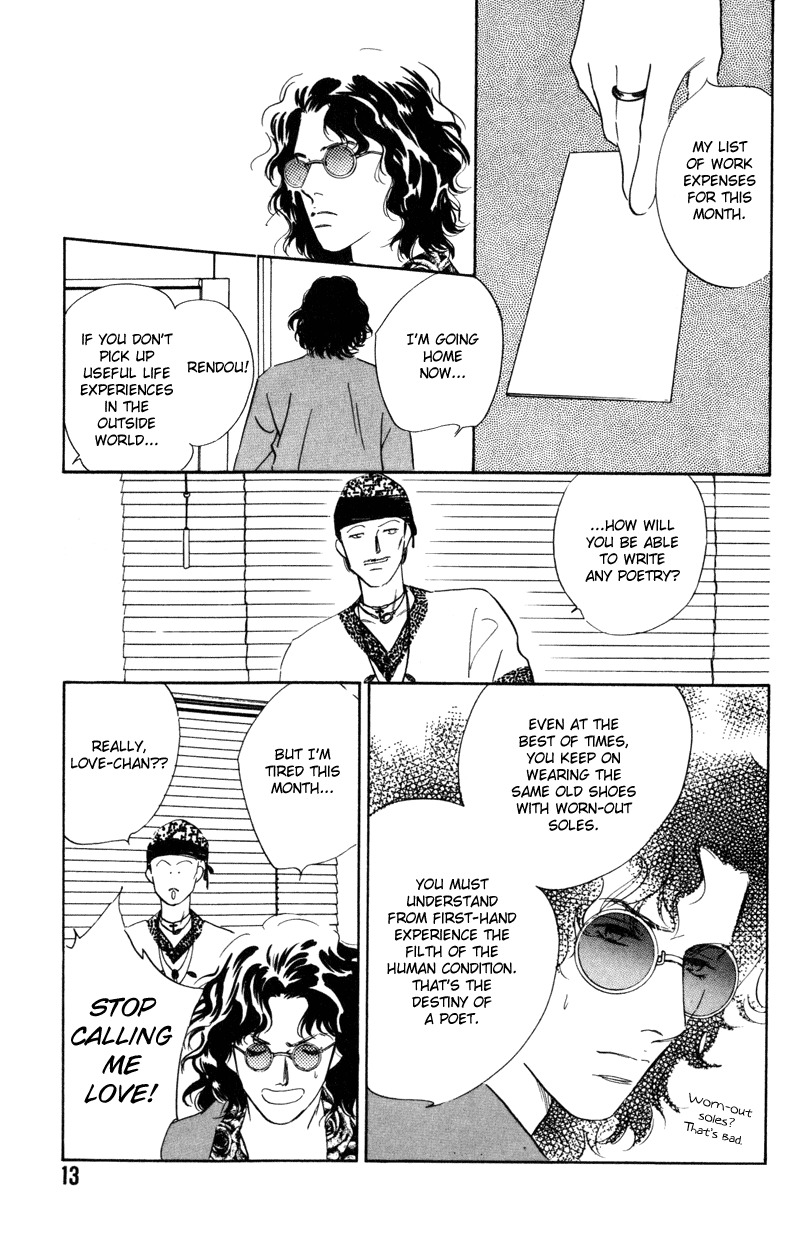 MY LIST
OF WORK
EXPENSES
FOR THIS
MONTH.
I'M GOING
HOME
NOW...
RENDOU!
IF YOU DON'T
PICK UP
USEFUL LIFE
EXPERIENCES
IN THE
OUTSIDE
WORLD...
...HOW WILL
YOU BE ABLE
TO WRITE
ANY POETRY?
EVEN AT THE
BEST OF TIMES,
YOU KEEP ON
WEARING THE
SAME OLD SHOES
WITH WORN-OUT
SOLES.
YOU MUST
UNDERSTAND
FROM FIRST-HAND
EXPERIENCE THE
FILTH OF THE
HUMAN CONDITION.
THAT'S THE
DESTINY OF
A POET.
Worn-out
soles?
That's bad.
BUT I'M
TIRED THIS
MONTH...
REALLY,
LOVE-CHAN??
STOP
CALLING
ME
LOVE!
13